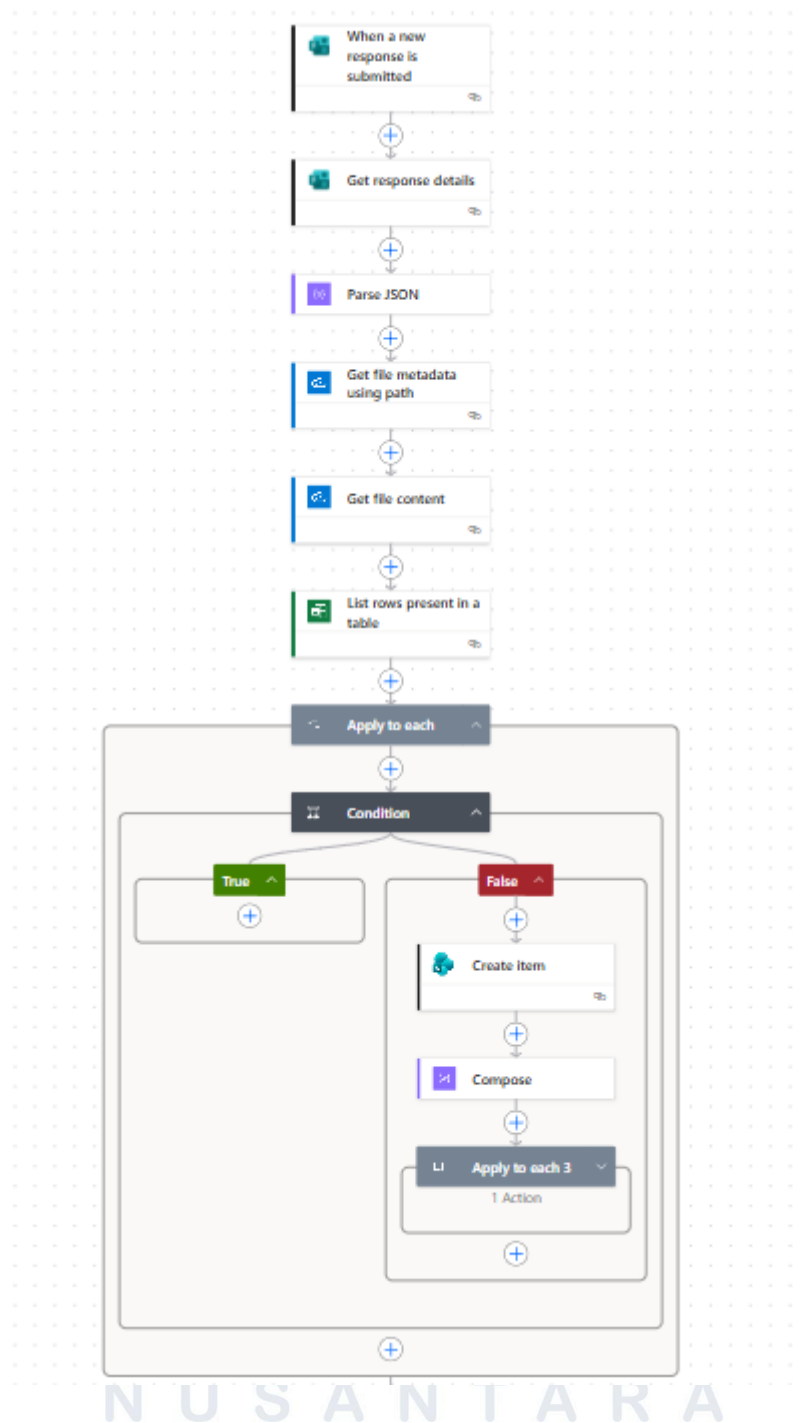 When a new
response is
submitted
Get response details
Parse JSON
Get file metadata
using path
Get file content
List rows present in a
table
Apply to each
Condition
True
False
Create item
Compose
Apply to each 3
1 Action
NUSANTARA